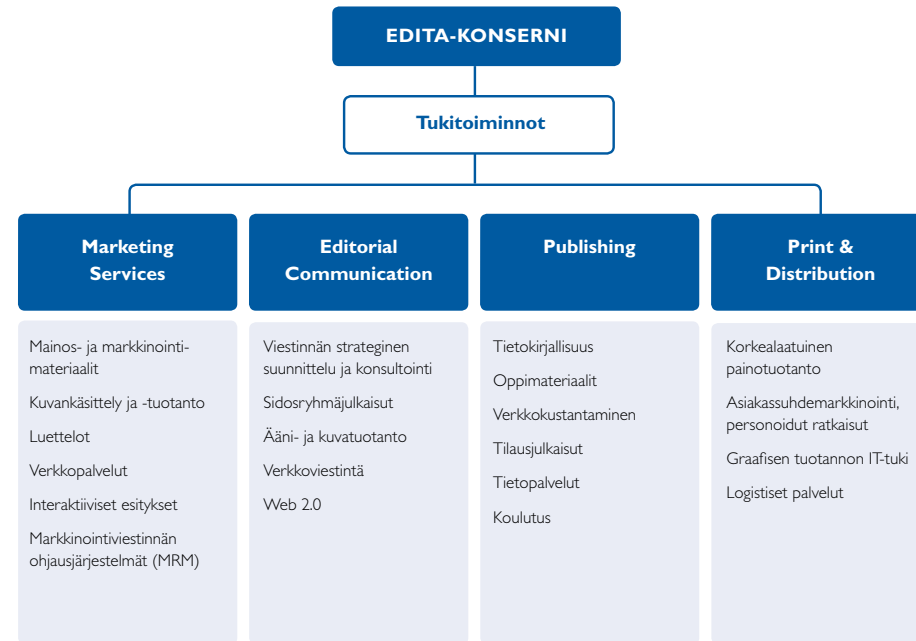 EDITA-KONSERNI
Tukitoiminnot
Marketing
Services
Mainos- ja markkinointi-
materiaalit
Kuvankäsittely ja -tuotanto
Luettelot
Verkkopalvelut
Interaktiiviset esitykset
Markkinointiviestinnän
ohjausjärjestelmät (MRM)
Editorial
Communication
Viestinnän strateginen
suunnittelu ja konsultointi
Sidosryhmäjulkaisut
Ääni- ja kuvatuotanto
Verkkoviestintä
Web 2.0
Publishing
Tietokirjallisuus
Oppimateriaalit
Verkkokustantaminen
Tilausjulkaisut
Tietopalvelut
Koulutus
Print &
Distribution
Korkealaatuinen
painotuotanto
Asiakassuhdemarkkinointi,
personoidut ratkaisut
Graafisen tuotannon IT-tuki
Logistiset palvelut